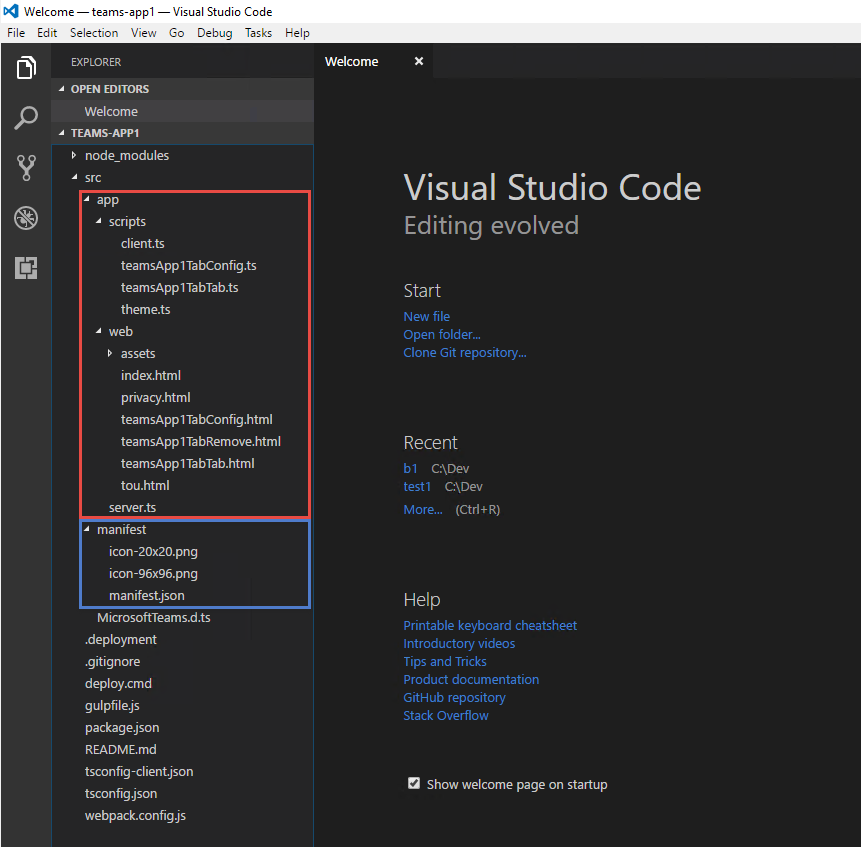 Welcome — teams-app1 — Visual Studio Code
File Edit Selection View Go Debug Tasks Help
EXPLORER
OPEN EDITORS
Welcome
TEAMS-APP1
node_modules
src
app
scripts
client.ts
teamsApp1TabConfig.ts
teamsApp1TabTab.ts
theme.ts
web
assets
index.html
privacy.html
teamsApp1TabConfig.html
teamsApp1TabRemove.html
teamsApp1TabTab.html
tou.html
server.ts
manifest
icon-20x20.png
icon-96x96.png
manifest.json
MicrosoftTeams.d.ts
.deployment
.gitignore
deploy.cmd
gulpfile.js
package.json
README.md
tsconfig-client.json
tsconfig.json
webpack.config.js
Welcome
Visual Studio Code
Editing evolved
Start
New file
Open folder...
Clone Git repository...
Recent
b1 C:\Dev
test1 C:\Dev
More... (Ctrl+R)
Help
Printable keyboard cheatsheet
Introductory videos
Tips and Tricks
Product documentation
GitHub repository
Stack Overflow
Show welcome page on startup